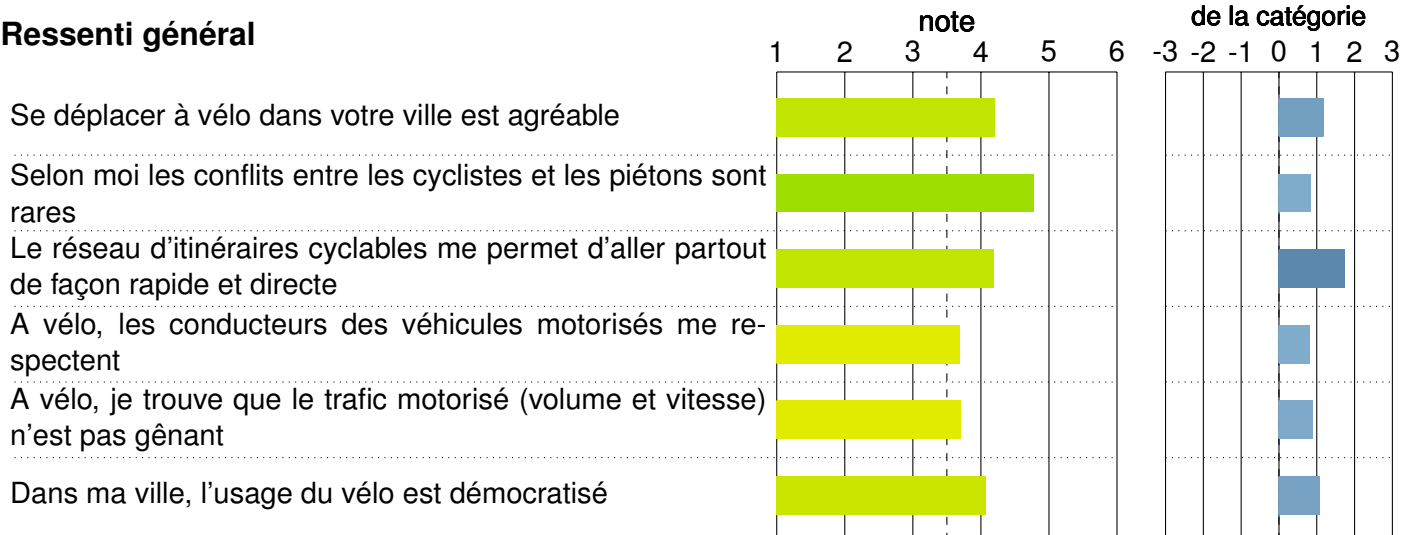 Ressenti général
note
de la catégorie
1 2 3 4 5 6
-3 -2 -1 0 1 2 3
Se déplacer à vélo dans votre ville est agréable
Selon moi les conflits entre les cyclistes et les piétons sont
rares
Le réseau d'itinéraires cyclables me permet d'aller partout
de façon rapide et directe
A vélo, les conducteurs des véhicules motorisés me re-
spectent
A vélo, je trouve que le trafic motorisé (volume et vitesse)
n'est pas gênant
Dans ma ville, l'usage du vélo est démocratisé